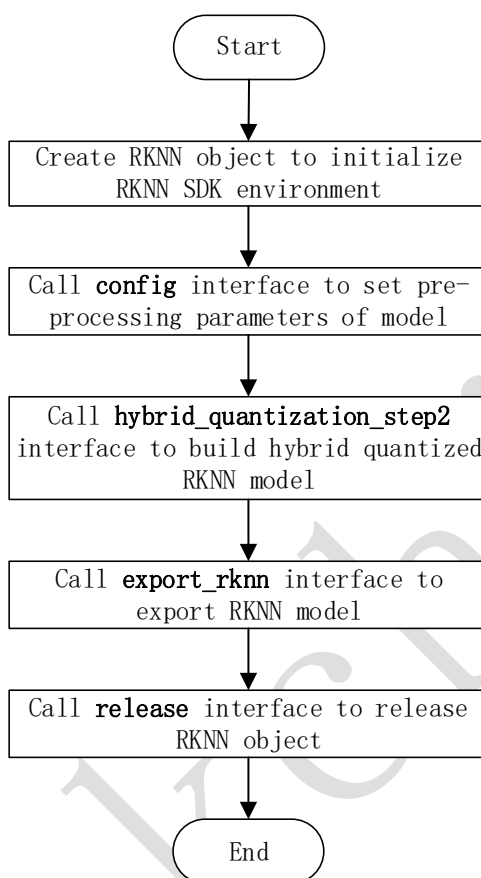 Start
Create RKNN object to initialize
RKNN SDK environment
Call config interface to set pre-
processing parameters of model
Call hybrid_quantization_step2
interface to build hybrid quantized
RKNN model
Call export_rknn interface to
export RKNN model
Call release interface to release
RKNN object
End